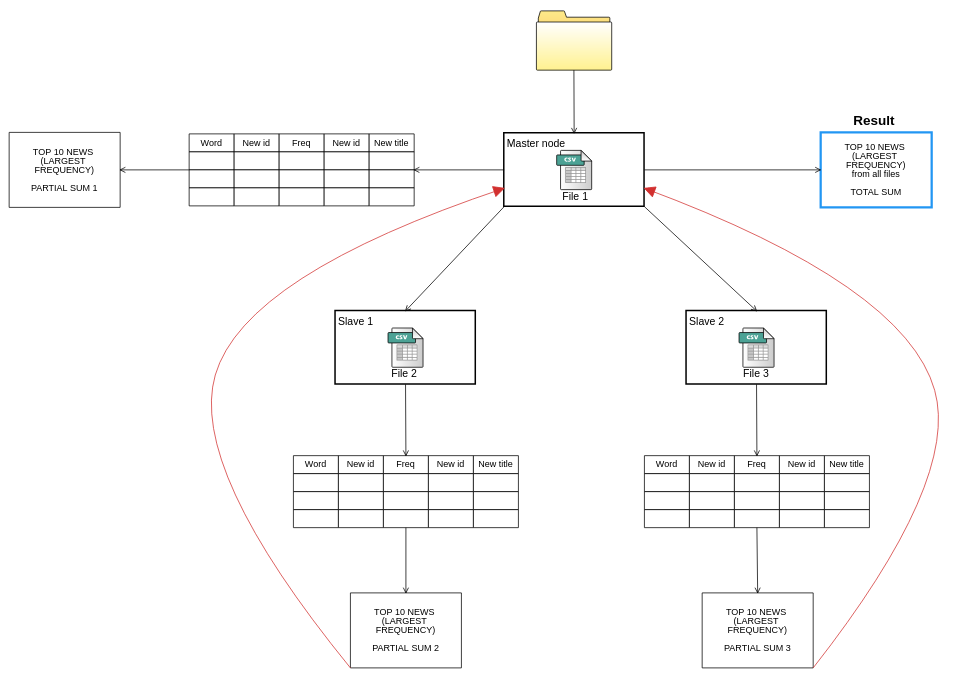 Result
Master node
CSV
File 1
TOP 10 NEWS
(LARGEST
FREQUENCY)
PARTIAL SUM 1
Word New id Freq New id New title
TOP 10 NEWS
(LARGEST
FREQUENCY)
from all files
TOTAL SUM
Slave 1
CSV
File 2
Slave 2
CSV
File 3
Word New id Freq New id New title
Word New id Freq New id New title
TOP 10 NEWS
(LARGEST
FREQUENCY)
PARTIAL SUM 2
TOP 10 NEWS
(LARGEST
FREQUENCY)
PARTIAL SUM 3